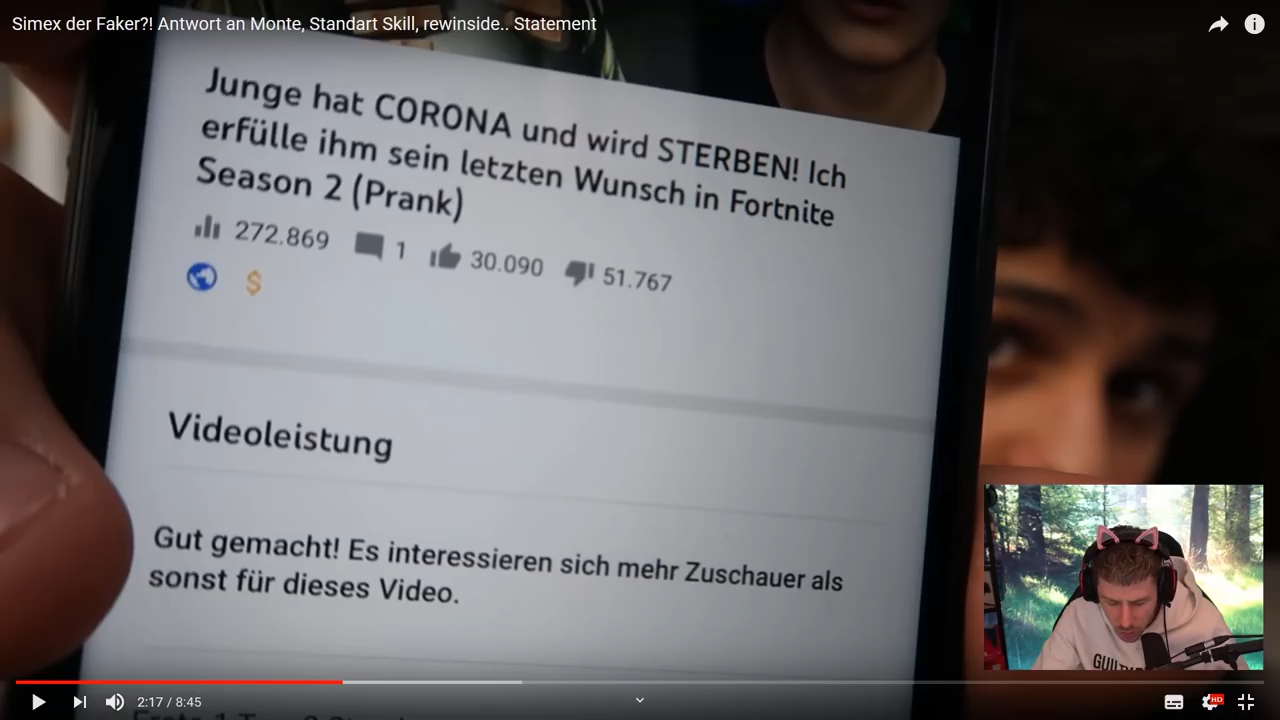 Simex der Faker?! Antwort an Monte, Standart Skill, rewinside.. Statement
Junge hat CORONA und wird STERBEN! Ich
erfülle ihm sein letzten Wunsch in Fortnite
Season 2 (Prank)
272.869 1 30.090 51.767
$
Videoleistung
Gut gemacht! Es interessieren sich mehr Zuschauer als
sonst für dieses Video.
2:17 / 8:45
HD